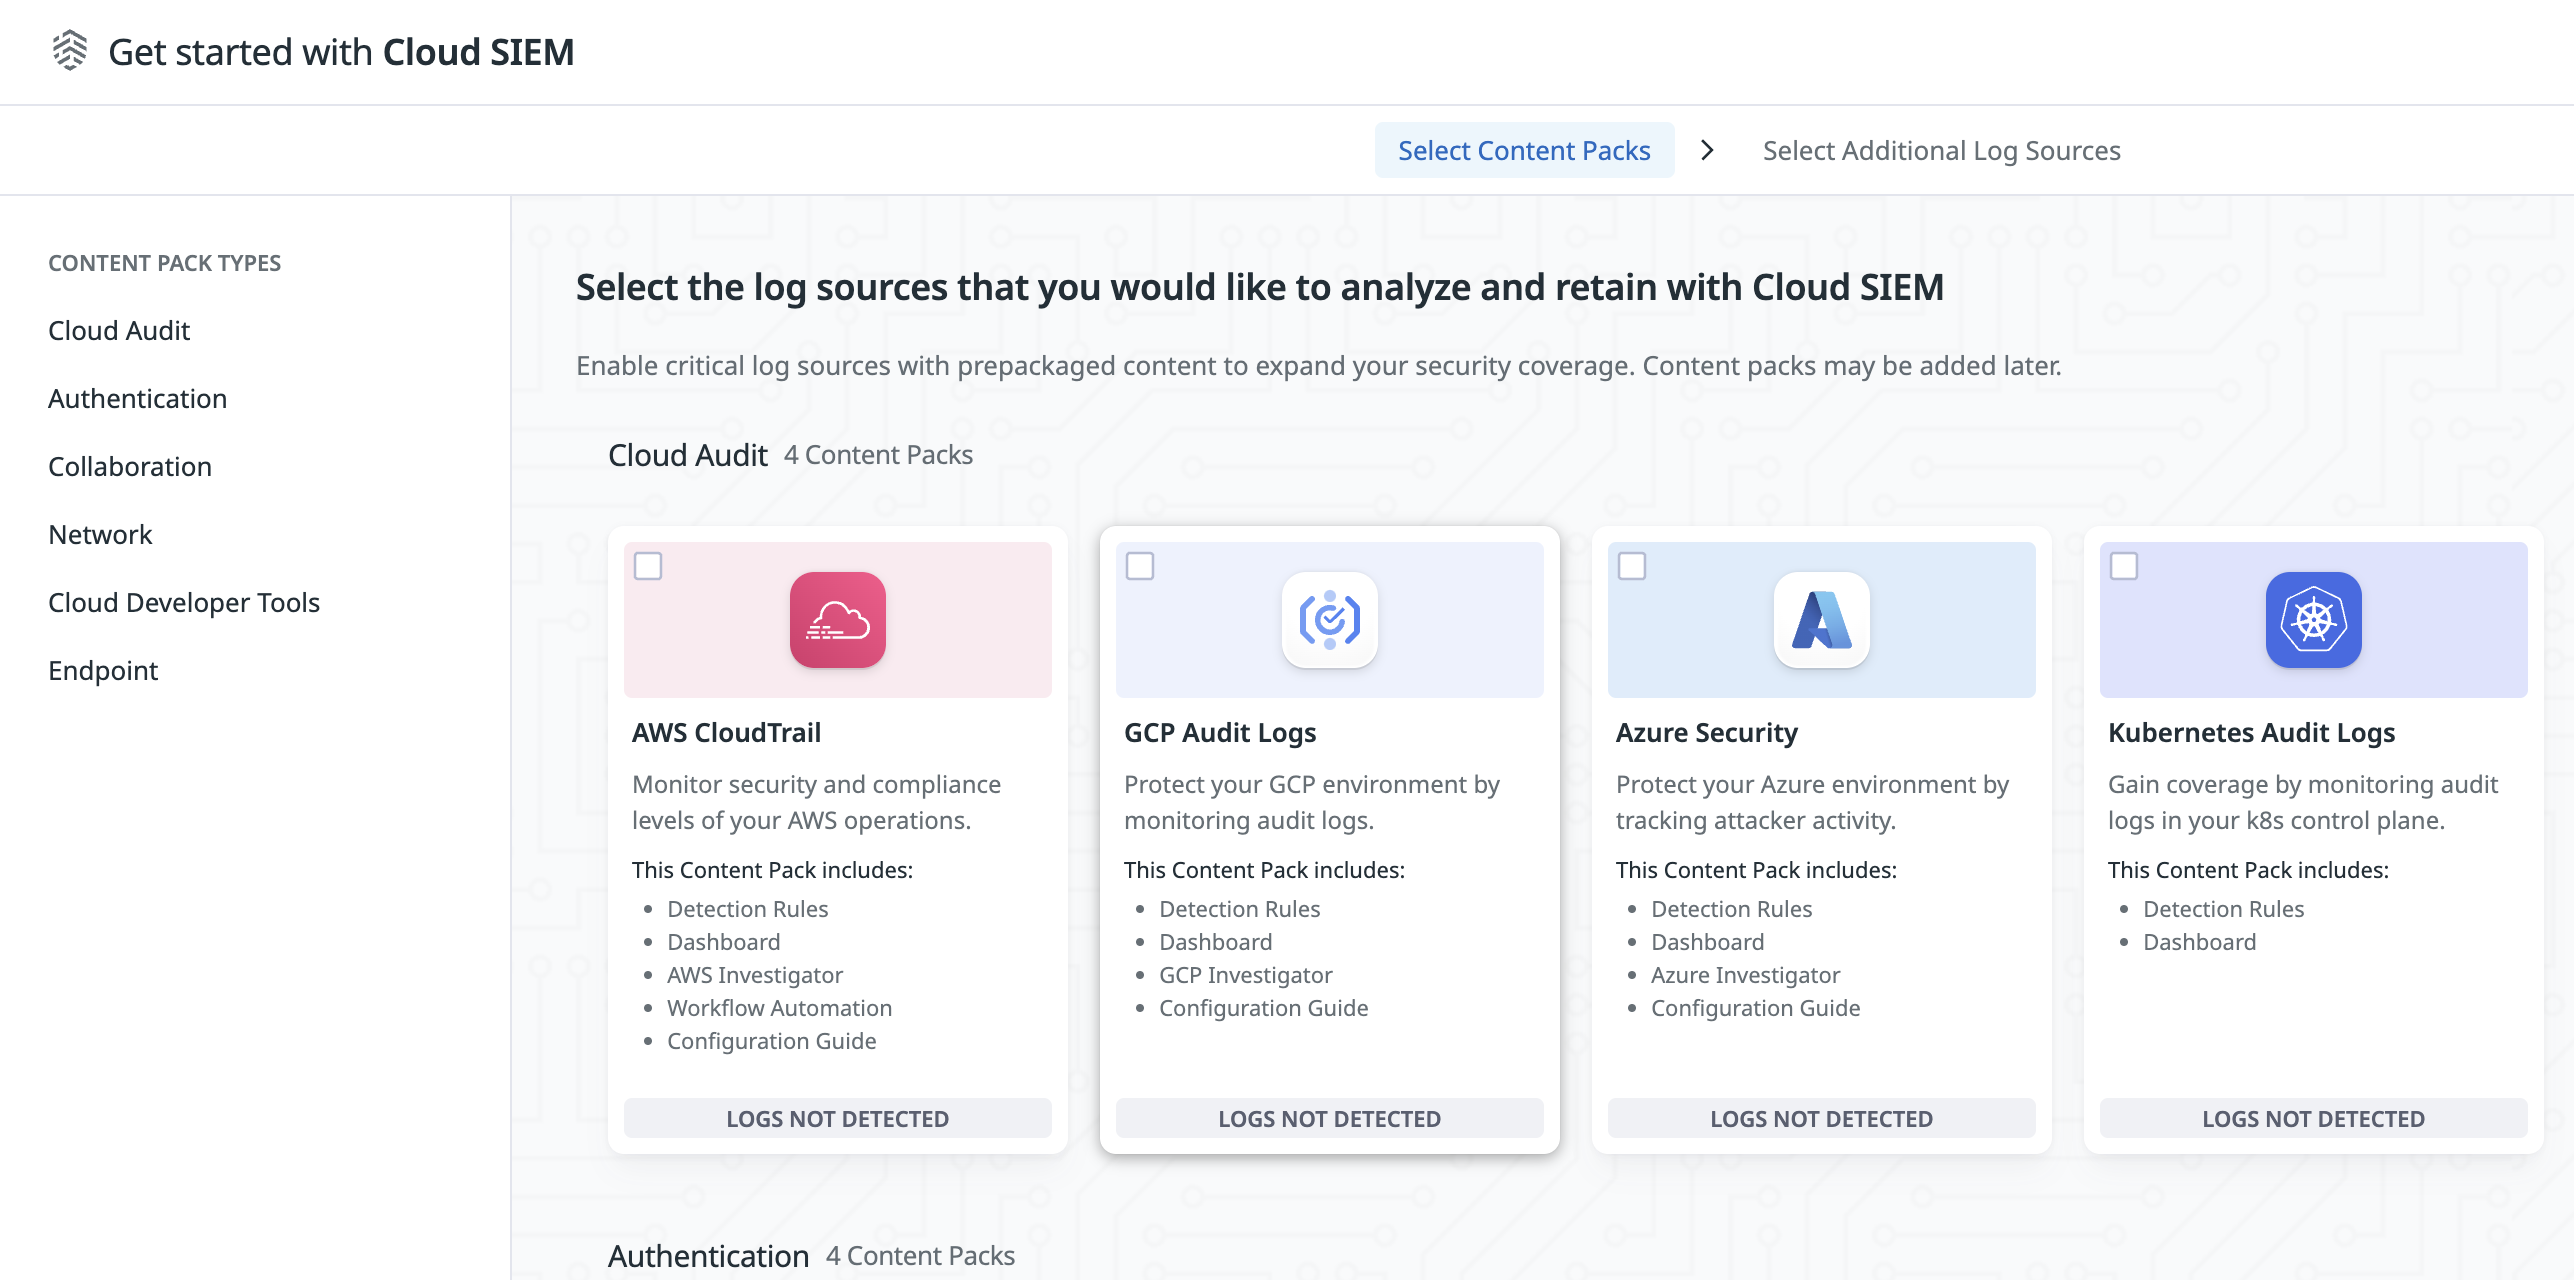 Get started with Cloud SIEM
Select Content Packs
Select Additional Log Sources
CONTENT PACK TYPES
Cloud Audit
Authentication
Collaboration
Network
Cloud Developer Tools
Endpoint
Select the log sources that you would like to analyze and retain with Cloud SIEM
Enable critical log sources with prepackaged content to expand your security coverage. Content packs may be added later.
Cloud Audit 4 Content Packs
AWS CloudTrail
Monitor security and compliance
levels of your AWS operations.
This Content Pack includes:
• Detection Rules
• Dashboard
• AWS Investigator
• Workflow Automation
• Configuration Guide
LOGS NOT DETECTED
GCP Audit Logs
Protect your GCP environment by
monitoring audit logs.
This Content Pack includes:
• Detection Rules
• Dashboard
• GCP Investigator
• Configuration Guide
LOGS NOT DETECTED
Azure Security
Protect your Azure environment by
tracking attacker activity.
This Content Pack includes:
• Detection Rules
• Dashboard
• Azure Investigator
• Configuration Guide
LOGS NOT DETECTED
Kubernetes Audit Logs
Gain coverage by monitoring audit
logs in your k8s control plane.
This Content Pack includes:
• Detection Rules
• Dashboard
LOGS NOT DETECTED
Authentication 4 Content Packs